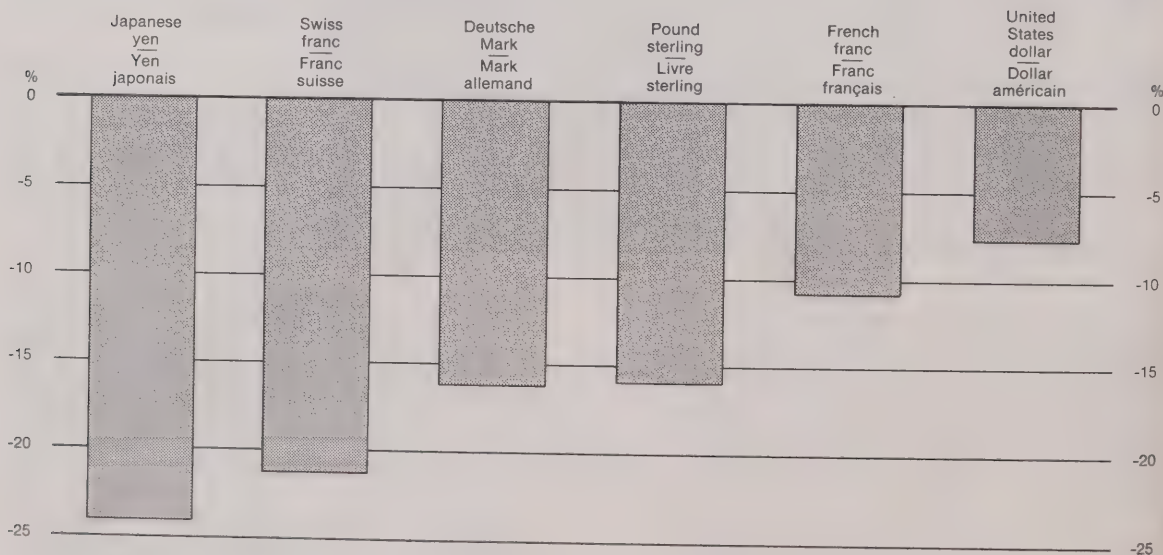 Japanese
yen
Yen
japonais
Swiss
franc
Franc
suisse
Deutsche
Mark
Mark
allemand
Pound
sterling
Livre
sterling
French
franc
Franc
français
United
States
dollar
Dollar
américain
%
0
-5
-10
-15
-20
-25
%
0
-5
-10
-15
-20
-25